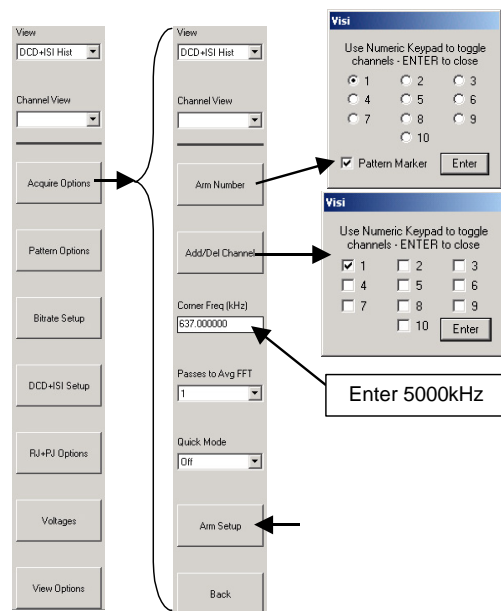 View
DCD+ISI Hist
Channel View
Acquire Options
Pattern Options
Bitrate Setup
DCD+ISI Setup
RJ+PJ Options
Voltages
View Options
View
DCD+ISI Hist
Channel View
Arm Number
Add/Del Channel
Corner Freq (kHz)
637.000000
Passes to Avg FFT
1
Quick Mode
Off
Arm Setup
Back
Visi
Use Numeric Keypad to toggle
channels - ENTER to close
1 2 3
4 5 6
7 8 9
10
Pattern Marker Enter
Visi
Use Numeric Keypad to toggle
channels - ENTER to close
1 2 3
4 5 6
7 8 9
10 Enter
Enter 5000kHz